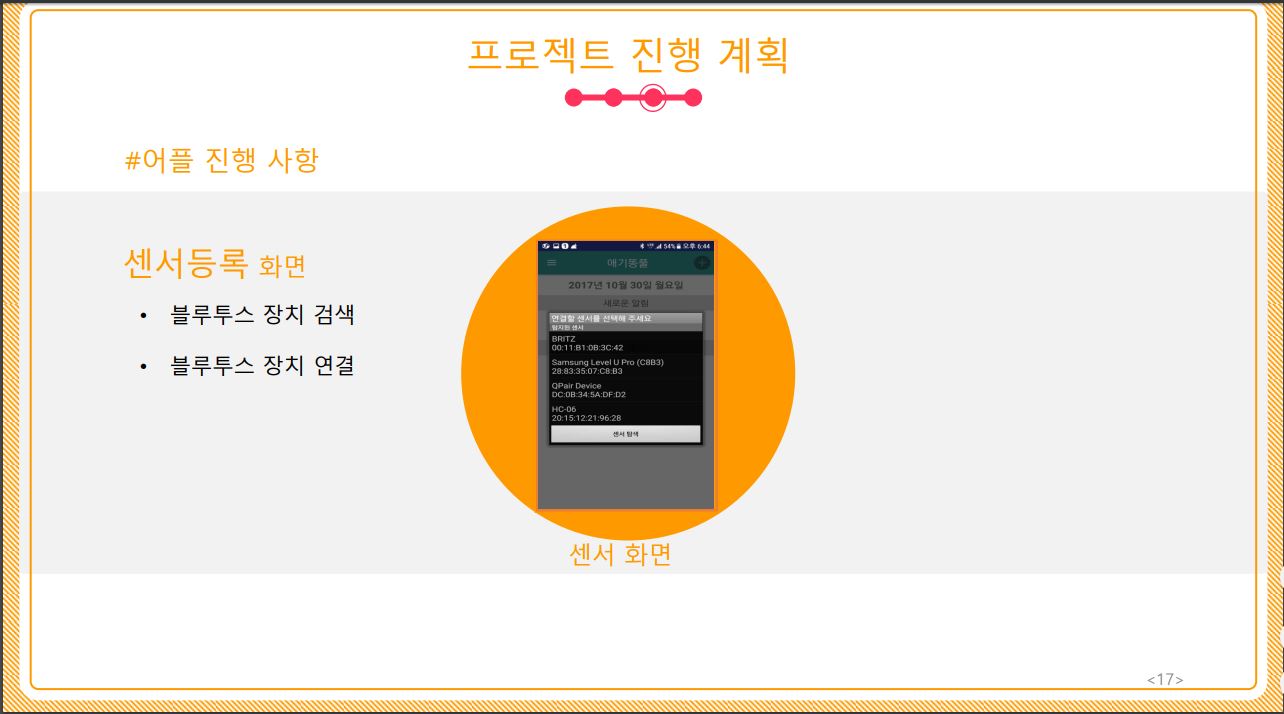 프로젝트 진행 계획
#어플 진행 사항
센서등록 화면
• 블루투스 장치 검색
• 블루투스 장치 연결
54% 오후 6:44
애기똥풀
2017년 10월 30일 월요일
새로운 알림
연결할 센서를 선택해 주세요
탐지된 센서
BRITZ
00:11:B1:0B:3C:42
Samsung Level U Pro (C8B3)
28:83:35:07:C8:B3
QPair Device
DC:0B:34:5A:DF:D2
HC-06
20:15:12:21:96:28
센서 탐색
센서 화면
<17>